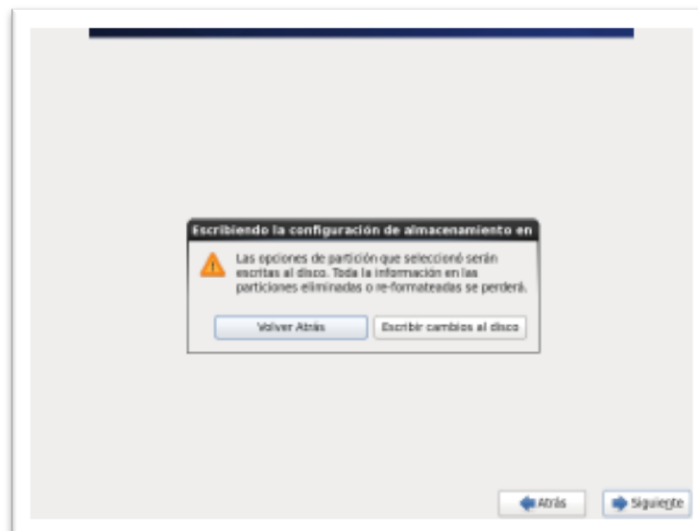 Escribiendo la configuración de almacenamiento en
Las opciones de partición que seleccionó serán
escritas al disco. Toda la información en las
particiones eliminadas o re-formateadas se perderá.
Volver Atrás
Escribir cambios al disco
Atrás
Siguiente